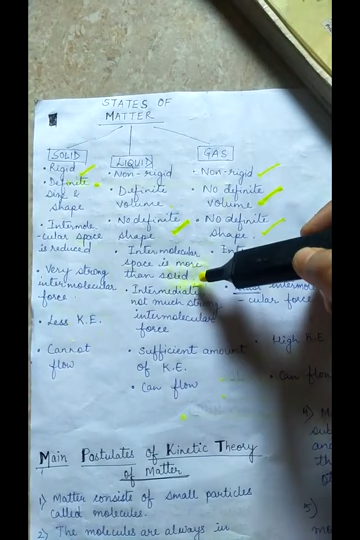 STATES OF
MATTER
SOLID
• Rigid
• Definite
size &
shape
• Intermole
-cular space
is reduced
• Very strong
intermolecular
force.
• Less K.E.
• Cannot
flow
LIQUID
• Non-rigid
• Definite
volume
• No definite
shape
• Intermolecular
space is more
than solid
• Intermediate
not much strong
intermolecular
force
• Sufficient amount
of K.E.
• Can flow
GAS
• Non-rigid
• No definite
volume
• No definite
shape.
intermo
-cular force
• High K.E
• Can flow
Main Postulates of Kinetic Theory
of Matter
1) Matter consists of small particles
called molecules.
2) The molecules are always in
4)
5)